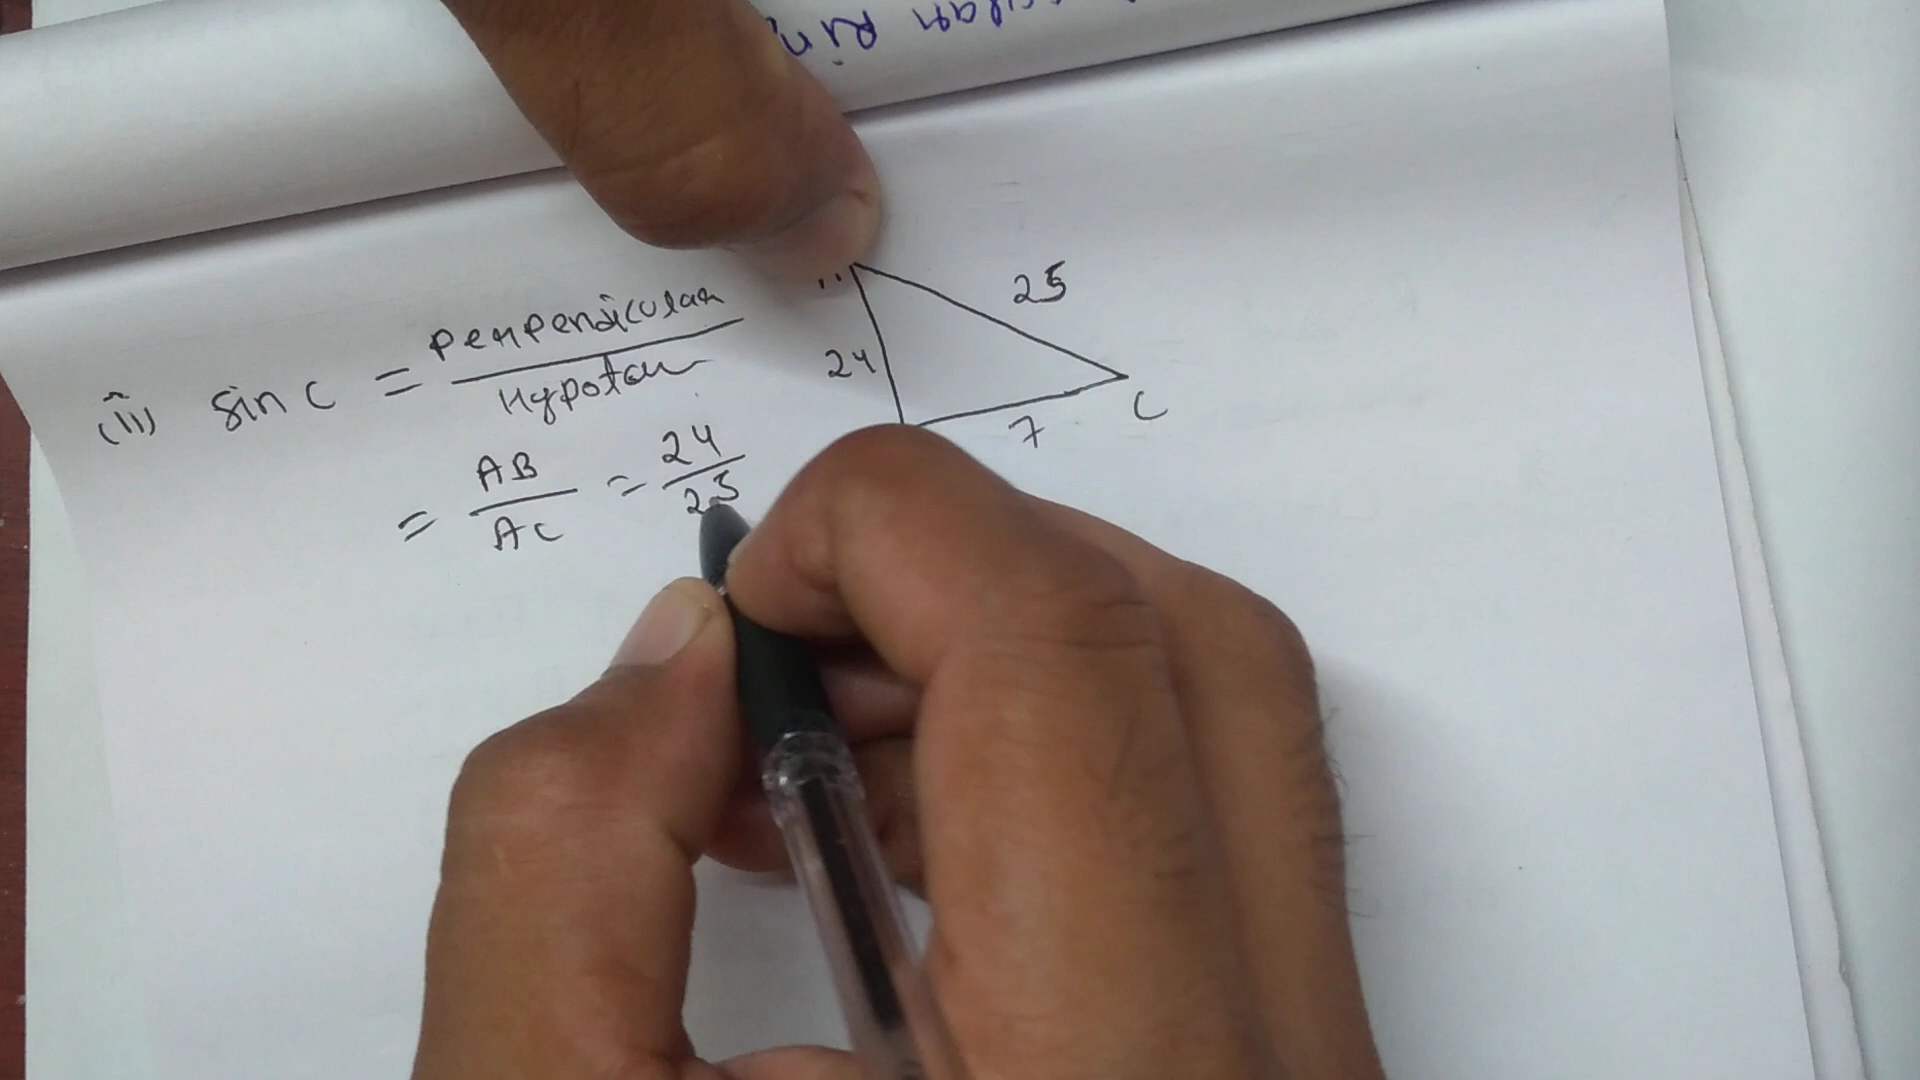 (ii) sin C = Perpendicular / Hypoten
= AB / AC = 24 / 25
25
24
7
C